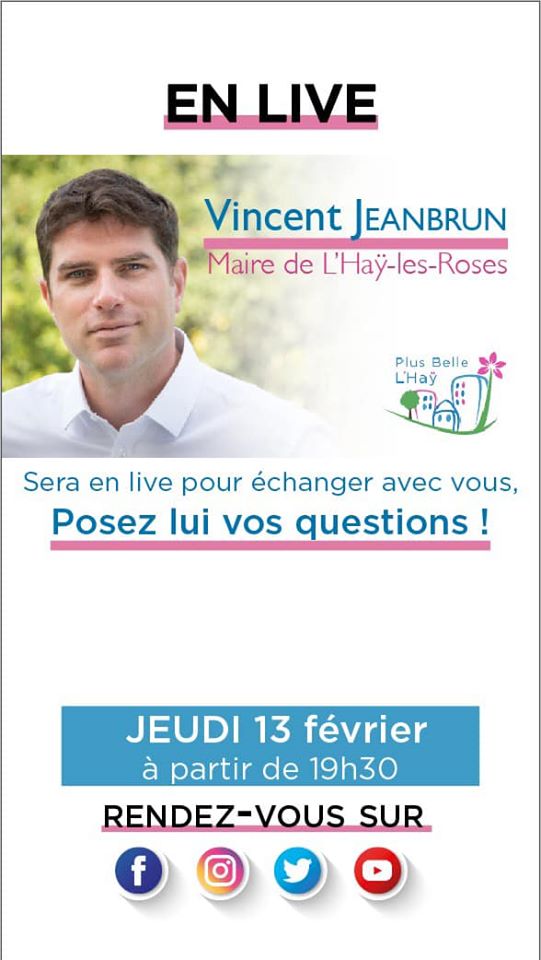 EN LIVE
Vincent JEANBRUN
Maire de L'Haÿ-les-Roses
Plus Belle
L'Haÿ
Sera en live pour échanger avec vous,
Posez lui vos questions !
JEUDI 13 février
à partir de 19h30
RENDEZ-VOUS SUR